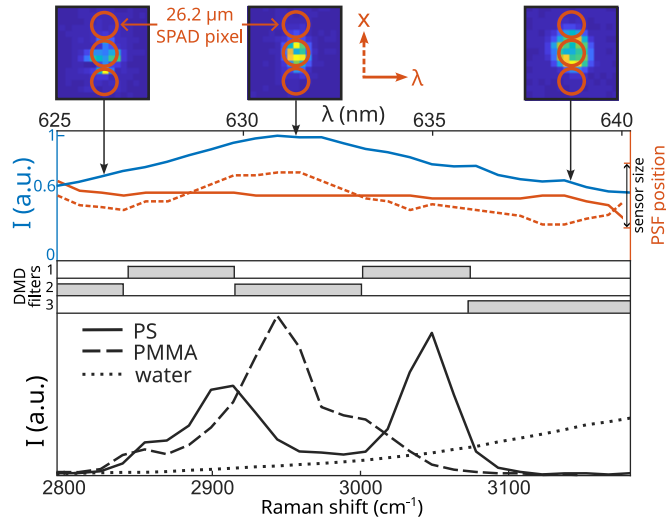 26.2 μm
SPAD pixel
x
λ
625
630
λ (nm)
635
640
1
0.6
0
I (a.u.)
sensor size
PSF position
DMD
filters
1
2
3
PS
PMMA
water
I (a.u.)
2800
2900
3000
3100
Raman shift (cm⁻¹)